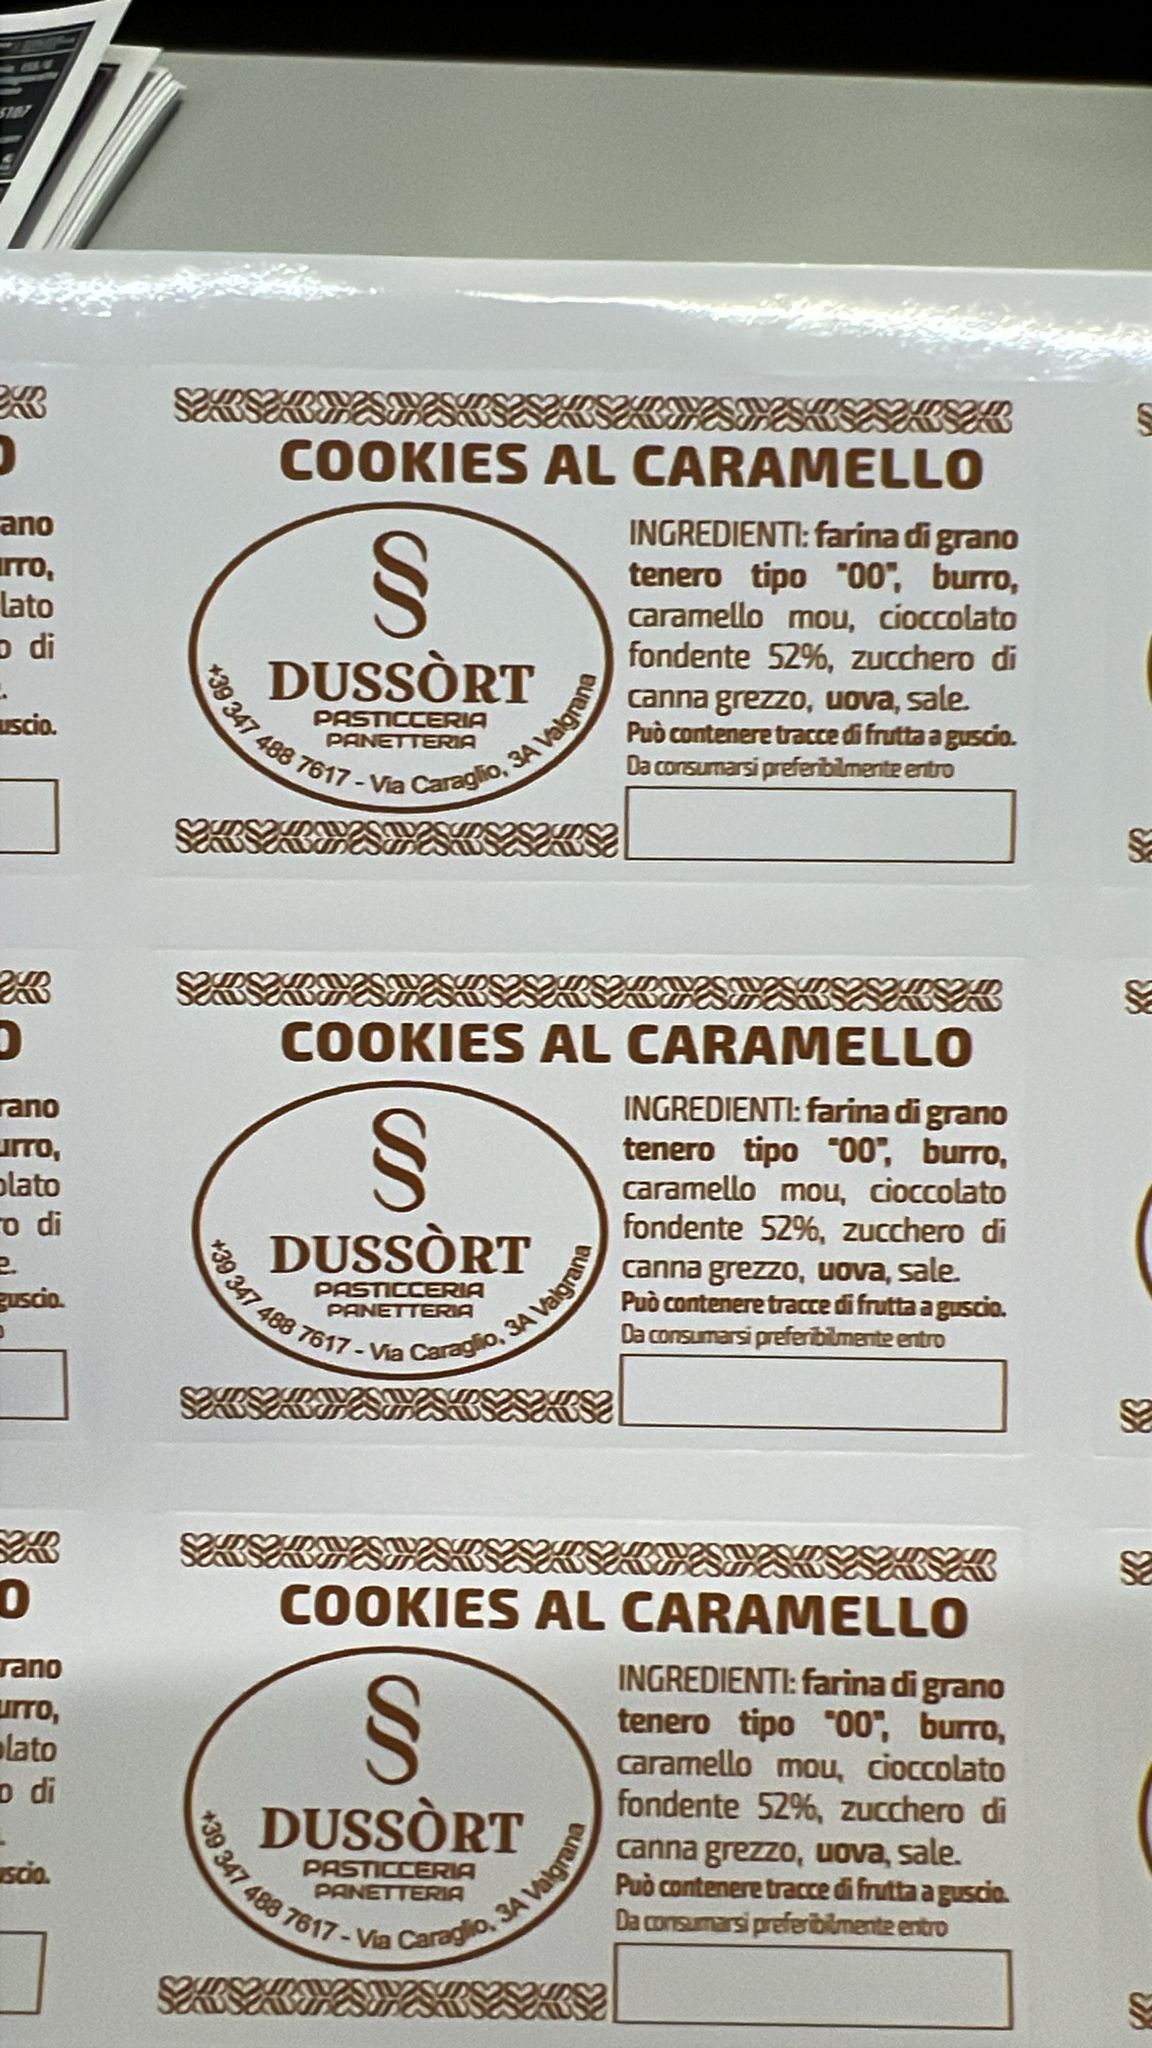 5107
COOKIES AL CARAMELLO
INGREDIENTI: farina di grano
tenero tipo "00", burro,
caramello mou, cioccolato
fondente 52%, zucchero di
canna grezzo, uova, sale.
Può contenere tracce di frutta a guscio.
Da consumarsi preferibilmente entro
DUSSÒRT
PASTICCERIA
PANETTERIA
+39 347 488 7617 - Via Caraglio, 3A Valgrana
COOKIES AL CARAMELLO
INGREDIENTI: farina di grano
tenero tipo "00", burro,
caramello mou, cioccolato
fondente 52%, zucchero di
canna grezzo, uova, sale.
Può contenere tracce di frutta a guscio.
Da consumarsi preferibilmente entro
DUSSÒRT
PASTICCERIA
PANETTERIA
+39 347 488 7617 - Via Caraglio, 3A Valgrana
COOKIES AL CARAMELLO
INGREDIENTI: farina di grano
tenero tipo "00", burro,
caramello mou, cioccolato
fondente 52%, zucchero di
canna grezzo, uova, sale.
Può contenere tracce di frutta a guscio.
Da consumarsi preferibilmente entro
DUSSÒRT
PASTICCERIA
PANETTERIA
+39 347 488 7617 - Via Caraglio, 3A Valgrana